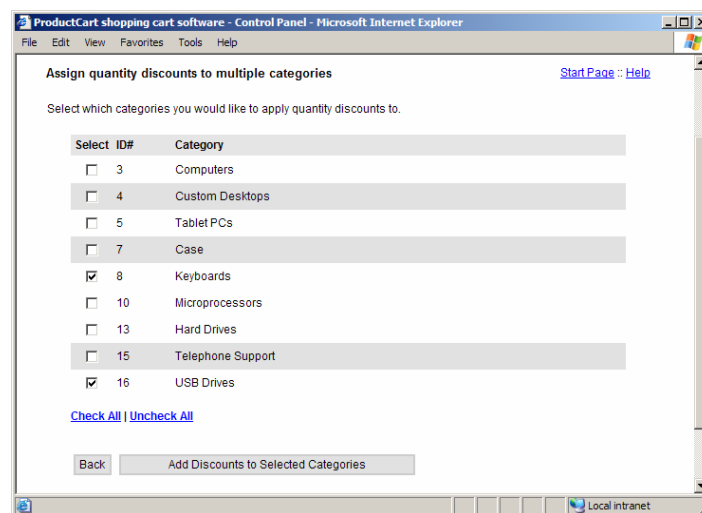 ProductCart shopping cart software - Control Panel - Microsoft Internet Explorer
File Edit View Favorites Tools Help
Assign quantity discounts to multiple categories Start Page :: Help
Select which categories you would like to apply quantity discounts to.
Select ID# Category
3 Computers
4 Custom Desktops
5 Tablet PCs
7 Case
8 Keyboards
10 Microprocessors
13 Hard Drives
15 Telephone Support
16 USB Drives
Check All | Uncheck All
Back Add Discounts to Selected Categories
Local intranet